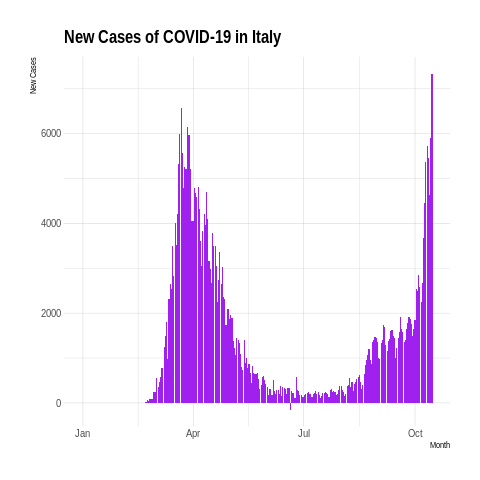 New Cases of COVID-19 in Italy
New Cases
6000
4000
2000
0
Jan Apr Jul Oct
Month